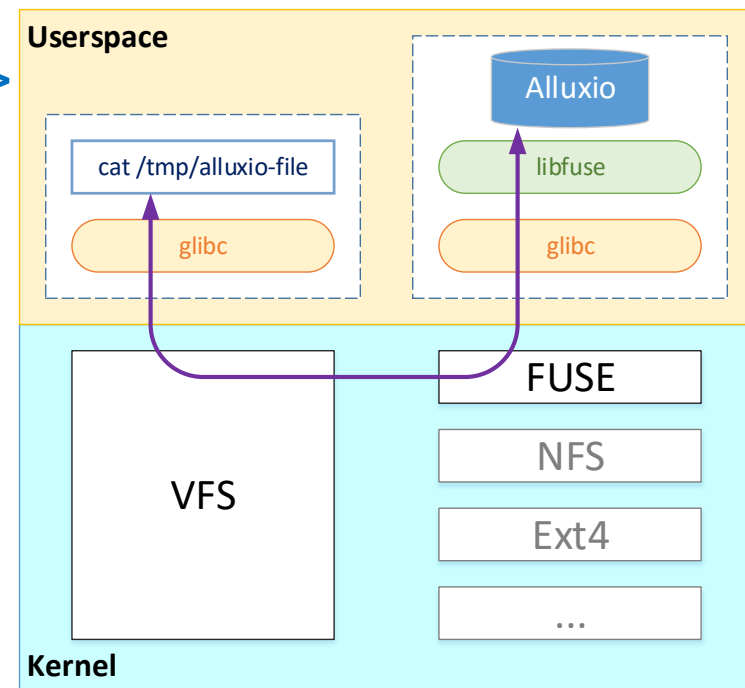 Userspace
>
Alluxio
cat /tmp/alluxio-file
libfuse
glibc
glibc
VFS
FUSE
NFS
Ext4
...
Kernel